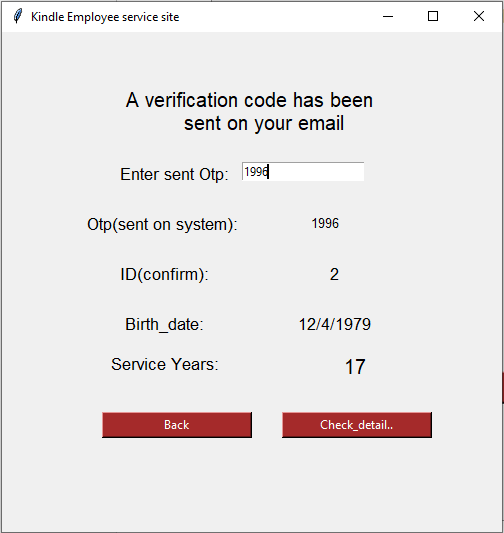 Kindle Employee service site
A verification code has been
sent on your email
Enter sent Otp: 1996
Otp(sent on system): 1996
ID(confirm): 2
Birth_date: 12/4/1979
Service Years: 17
Back Check_detail..